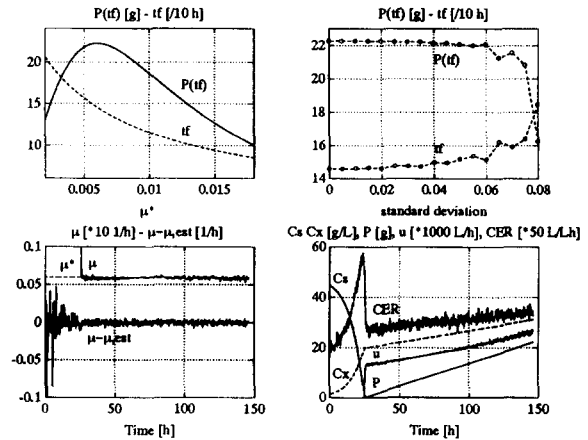 P(tf) [g] - tf [/10 h]
20
15
10
P(tf)
tf
0.005
0.01
0.015
μ*
P(tf) [g] - tf [/10 h]
22
20
18
16
14
P(tf)
tf
0
0.02
0.04
0.06
0.08
standard deviation
μ [*10 1/h] - μ-μ,est [1/h]
0.1
0.05
0
-0.05
-0.1
μ*
μ
μ-μ,est
0
50
100
150
Time [h]
Cs Cx [g/L], P [g], u [*1000 L/h], CER [*50 L/L.h]
60
40
20
0
Cs
CER
u
Cx
P
0
50
100
150
Time [h]